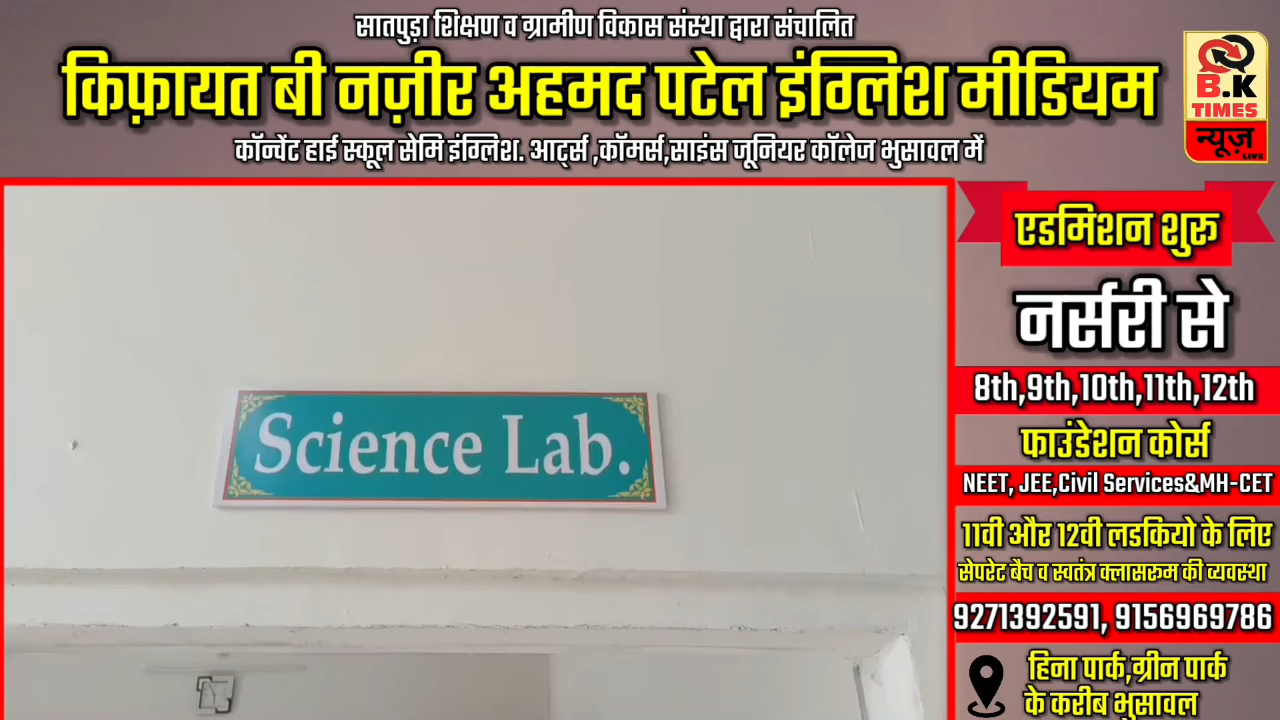 सातपुड़ा शिक्षण व ग्रामीण विकास संस्था द्वारा संचालित
किफ़ायत बी नज़ीर अहमद पटेल इंग्लिश मीडियम
कॉन्वेंट हाई स्कूल सेमि इंग्लिश. आर्ट्स ,कॉमर्स,साइंस जूनियर कॉलेज भुसावल में
B.K
TIMES
न्यूज़
LIVE
एडमिशन शुरू
नर्सरी से
8th,9th,10th,11th,12th
फाउंडेशन कोर्स
NEET, JEE,Civil Services&MH-CET
11वी और 12वी लडकियो के लिए
सेपरेट बैच व स्वतंत्र क्लासरूम की व्यवस्था
9271392591, 9156969786
हिना पार्क,ग्रीन पार्क
के करीब भुसावल
Science Lab.